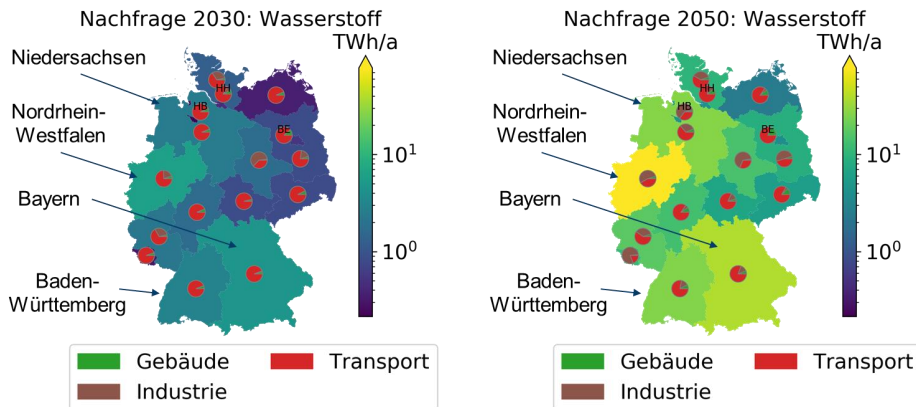 Nachfrage 2030: Wasserstoff
TWh/a
Niedersachsen
Nordrhein-
Westfalen
Bayern
Baden-
Württemberg
HH
HB
BE
10¹
10⁰
Gebäude
Transport
Industrie
Nachfrage 2050: Wasserstoff
TWh/a
Niedersachsen
Nordrhein-
Westfalen
Bayern
Baden-
Württemberg
HH
HB
BE
10¹
10⁰
Gebäude
Transport
Industrie